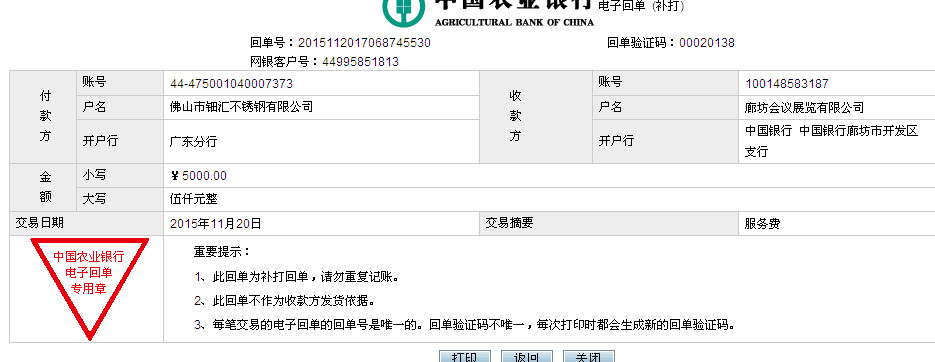 中国农业银行 电子回单 (补打)
AGRICULTURAL BANK OF CHINA
回单号：2015112017068745530 回单验证码：00020138
网银客户号：44995851813
付款方 账号 44-475001040007373 收款方 账号 100148583187
户名 佛山市钿汇不锈钢有限公司 户名 廊坊会议展览有限公司
开户行 广东分行 开户行 中国银行 中国银行廊坊市开发区支行
金额 小写 ￥5000.00
大写 伍仟元整
交易日期 2015年11月20日 交易摘要 服务费
中国农业银行
电子回单
专用章
重要提示：
1、此回单为补打回单，请勿重复记账。
2、此回单不作为收款方发货依据。
3、每笔交易的电子回单的回单号是唯一的。回单验证码不唯一，每次打印时都会生成新的回单验证码。
打印 返回 关闭